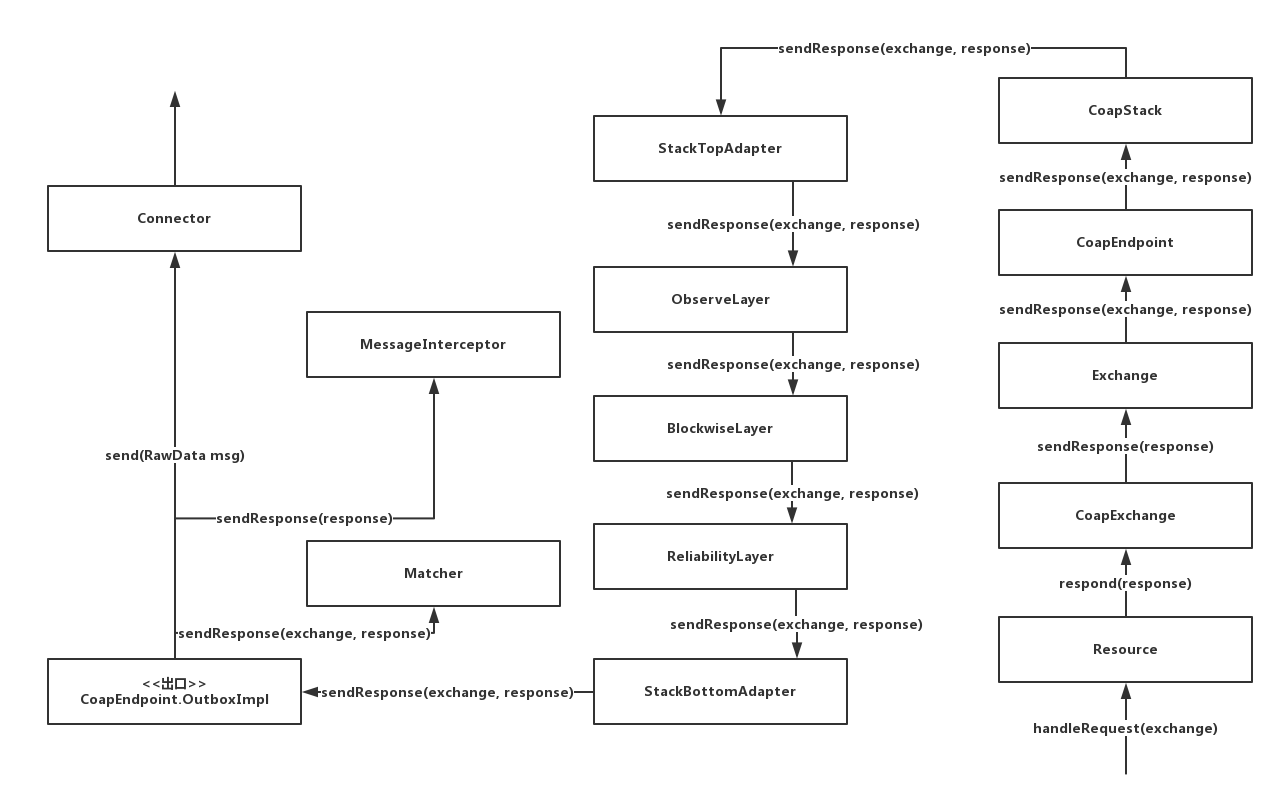 sendResponse(exchange, response)
CoapStack
StackTopAdapter
sendResponse(exchange, response)
Connector
sendResponse(exchange, response)
CoapEndpoint
ObserveLayer
sendResponse(exchange, response)
MessageInterceptor
sendResponse(exchange, response)
Exchange
BlockwiseLayer
sendResponse(response)
send(RawData msg)
sendResponse(exchange, response)
CoapExchange
sendResponse(response)
ReliabilityLayer
Matcher
respond(response)
sendResponse(exchange, response)
sendResponse(exchange, response)
Resource
<<出口>>
CoapEndpoint.OutboxImpl
sendResponse(exchange, response)
StackBottomAdapter
handleRequest(exchange)